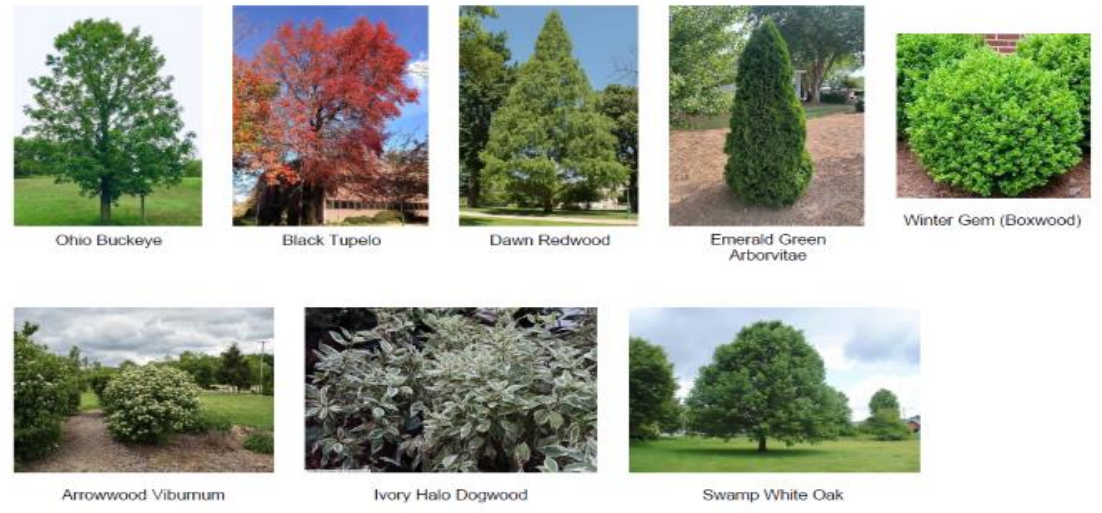 Ohio Buckeye
Black Tupelo
Dawn Redwood
Emerald Green
Arborvitae
Winter Gem (Boxwood)
Arrowwood Viburnum
Ivory Halo Dogwood
Swamp White Oak